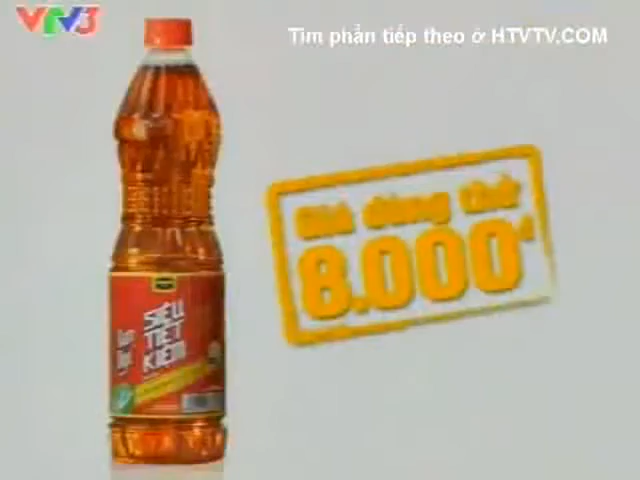 VTV3
Tìm phần tiếp theo ở HTVTV.COM
Giá dùng thử
8.000đ
SIÊU
TIẾT
KIỆM